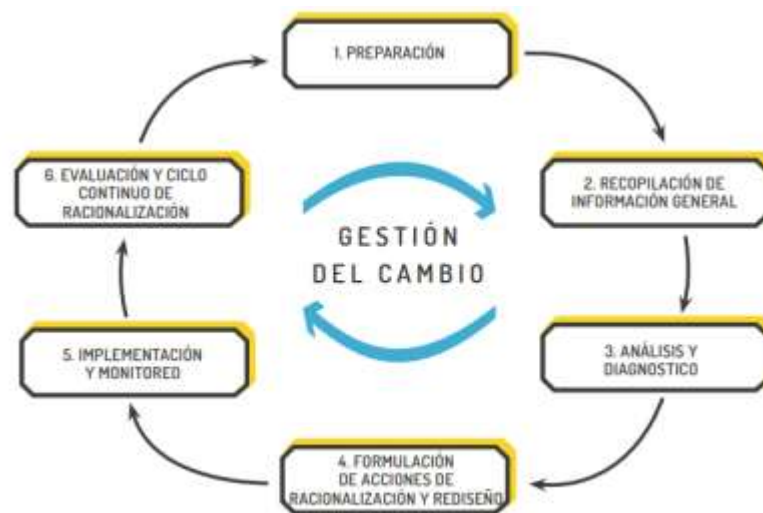 1. PREPARACIÓN
2. RECOPILACIÓN DE
INFORMACIÓN GENERAL
3. ANÁLISIS Y
DIAGNOSTICO
4. FORMULACIÓN
DE ACCIONES DE
RACIONALIZACIÓN Y REDISEÑO
5. IMPLEMENTACIÓN
Y MONITOREO
6. EVALUACIÓN Y CICLO
CONTINUO DE
RACIONALIZACIÓN
GESTIÓN
DEL CAMBIO